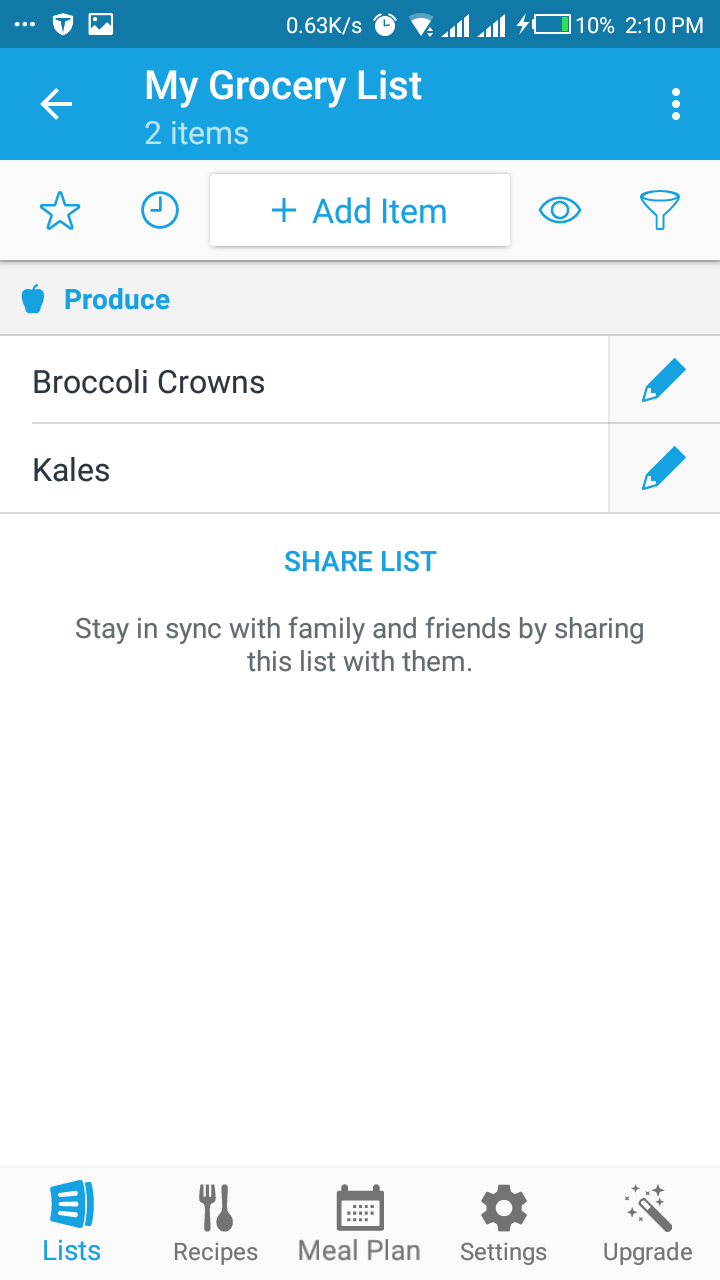 0.63K/s 10% 2:10 PM
My Grocery List
2 items
+ Add Item
Produce
Broccoli Crowns
Kales
SHARE LIST
Stay in sync with family and friends by sharing
this list with them.
Lists Recipes Meal Plan Settings Upgrade